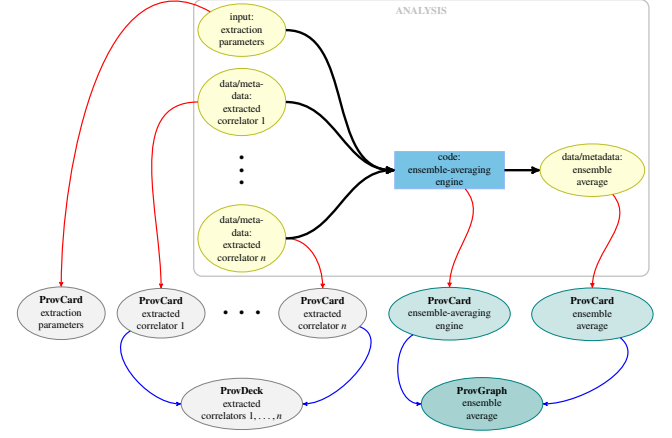 ANALYSIS
input:
extraction
parameters
data/meta-
data:
extracted
correlator 1
data/meta-
data:
extracted
correlator n
code:
ensemble-averaging
engine
data/metadata:
ensemble
average
ProvCard
extraction
parameters
ProvCard
extracted
correlator 1
ProvCard
extracted
correlator n
ProvCard
ensemble-averaging
engine
ProvCard
ensemble
average
ProvDeck
extracted
correlators 1, . . . , n
ProvGraph
ensemble
average